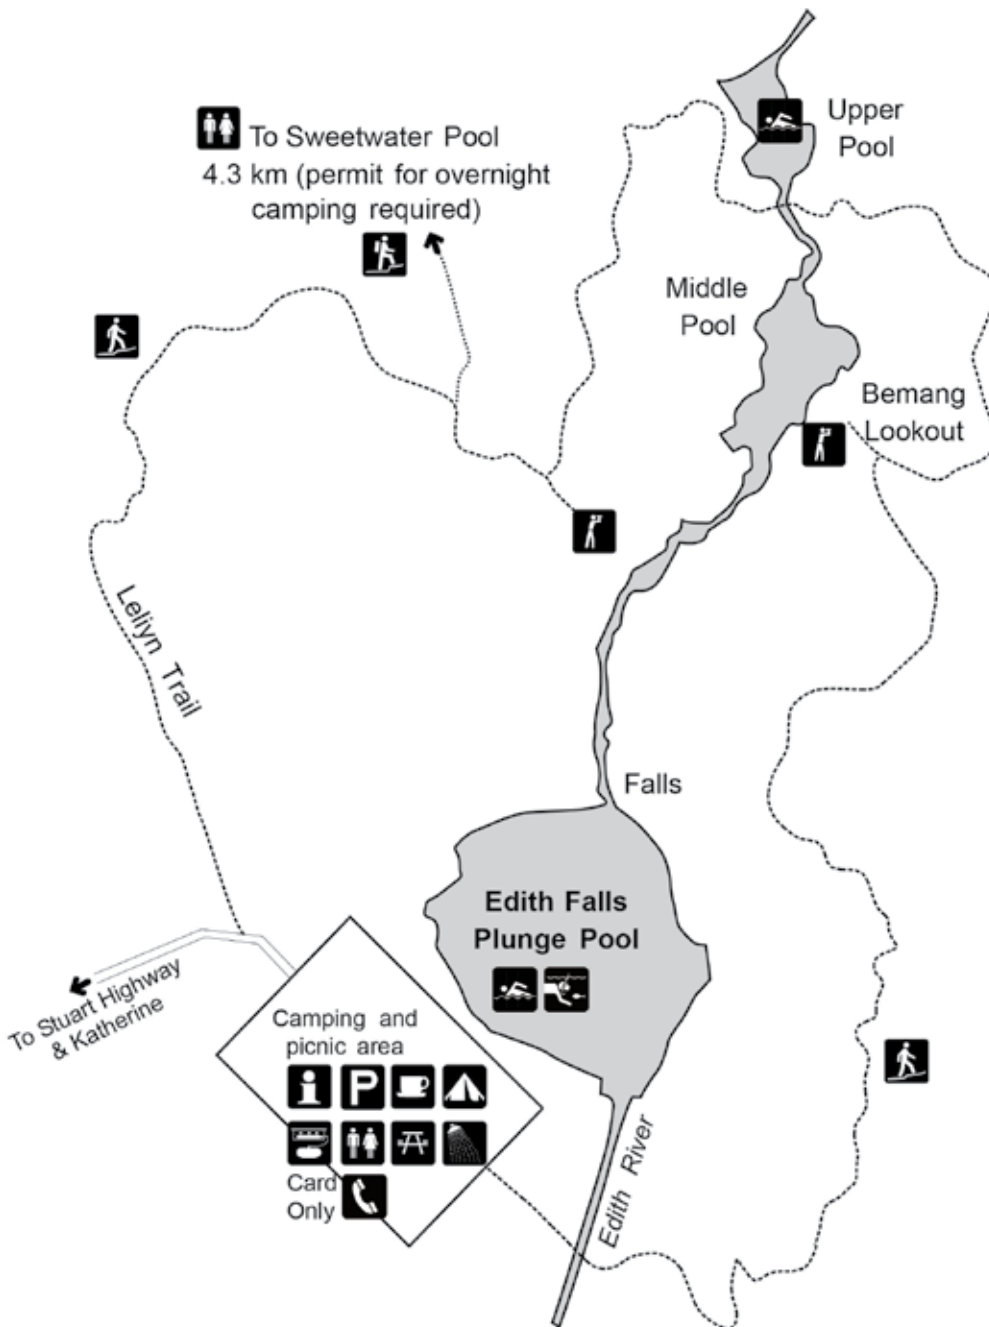 Upper
Pool
To Sweetwater Pool
4.3 km (permit for overnight
camping required)
Middle
Pool
Bemang
Lookout
Leliyn Trail
Falls
Edith Falls
Plunge Pool
To Stuart Highway
& Katherine
Camping and
picnic area
i
P
Card
Only
Edith River